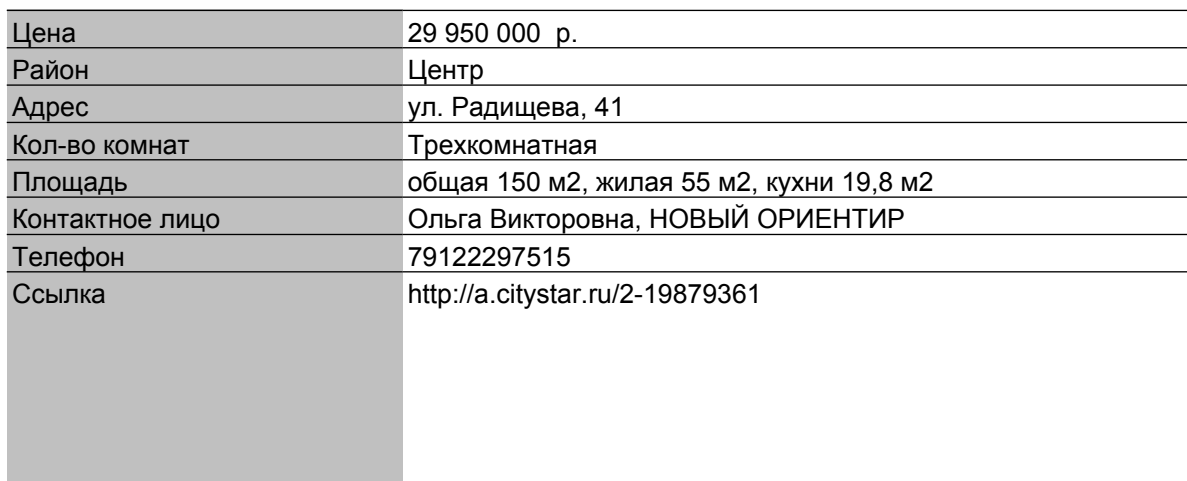 Цена 29 950 000 р.
Район Центр
Адрес ул. Радищева, 41
Кол-во комнат Трехкомнатная
Площадь общая 150 м2, жилая 55 м2, кухни 19,8 м2
Контактное лицо Ольга Викторовна, НОВЫЙ ОРИЕНТИР
Телефон 79122297515
Ссылка http://a.citystar.ru/2-19879361